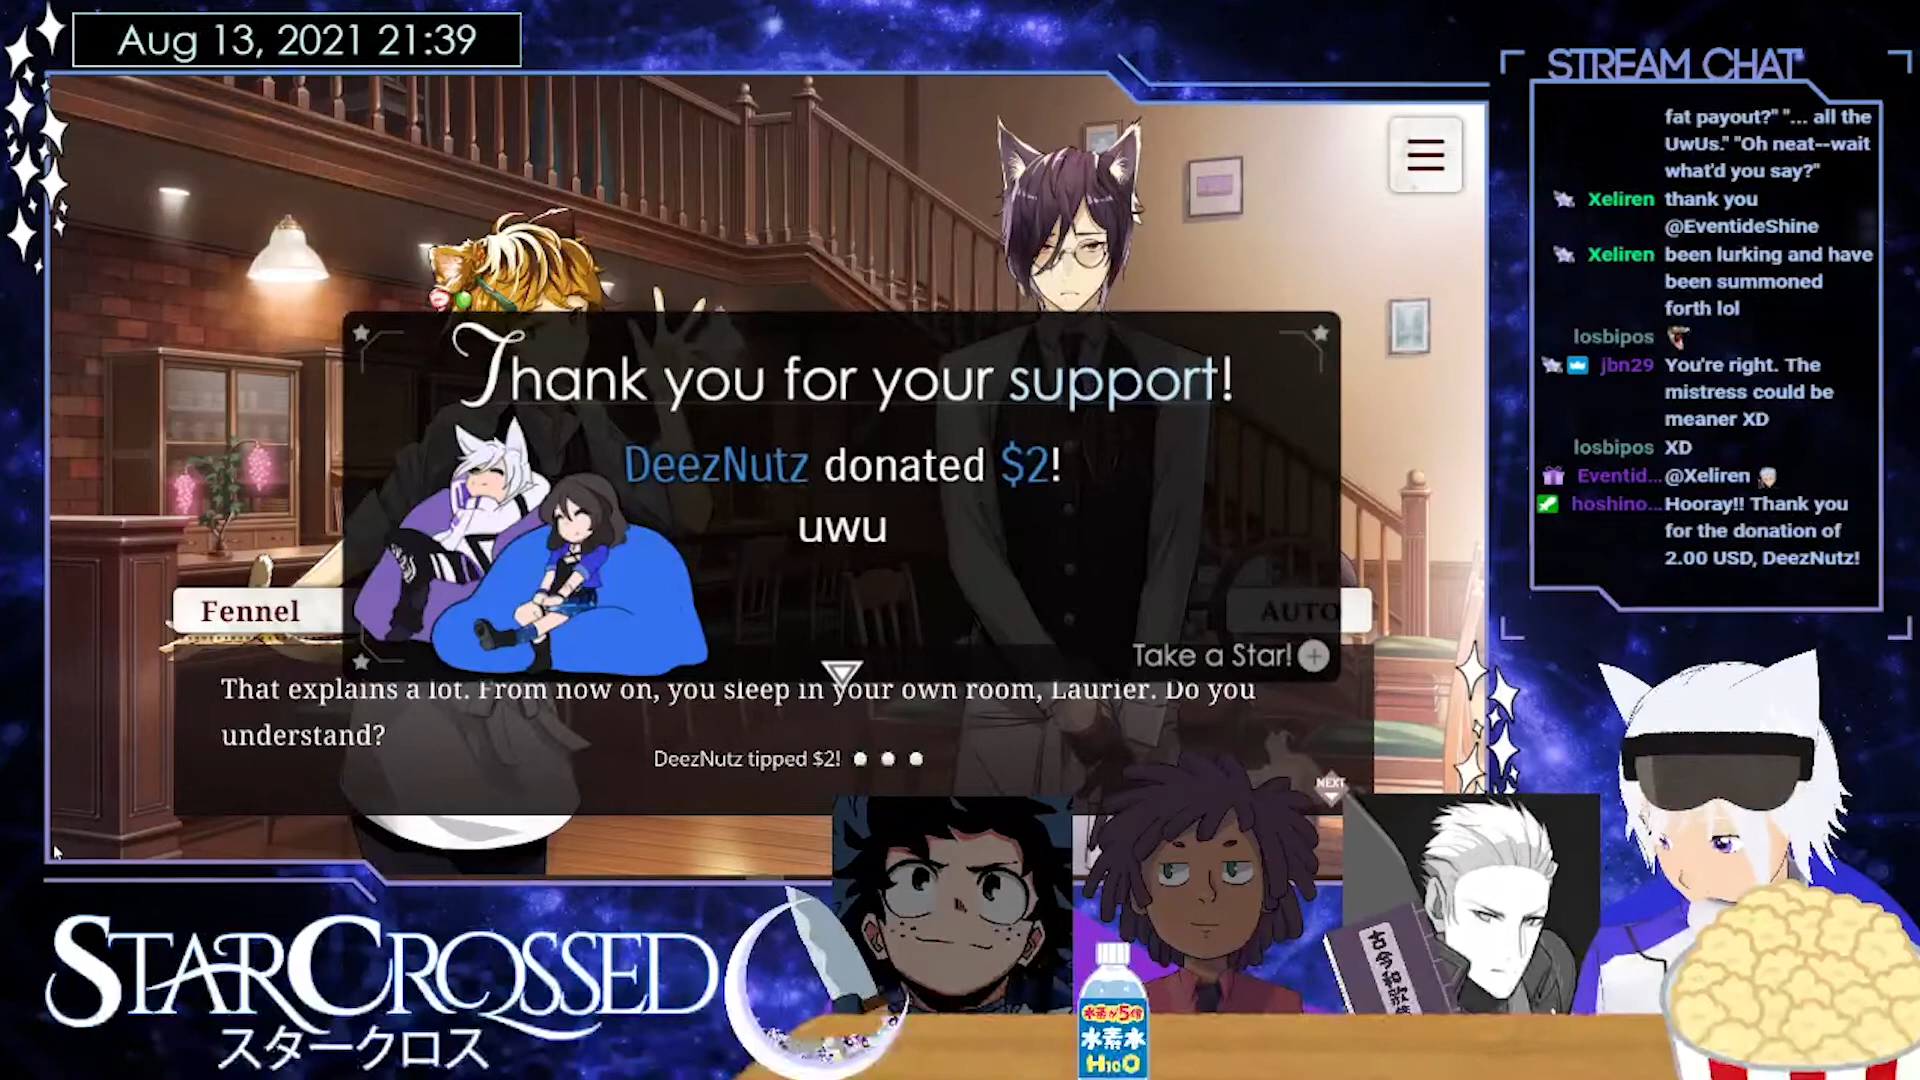 Aug 13, 2021 21:39
STREAM CHAT
fat payout?" "... all the
UwUs." "Oh neat--wait
what'd you say?"
Xeliren thank you
@EventideShine
Xeliren been lurking and have
been summoned
forth lol
losbipos
jbn29 You're right. The
mistress could be
meaner XD
losbipos XD
Eventid... @Xeliren
hoshino... Hooray!! Thank you
for the donation of
2.00 USD, DeezNutz!
Thank you for your support!
DeezNutz donated $2!
uwu
Fennel
AUTO
Take a Star!
That explains a lot. From now on, you sleep in your own room, Laurier. Do you
understand?
DeezNutz tipped $2!
NEXT
STARCROSSED
スタークロス
水素水
H10O